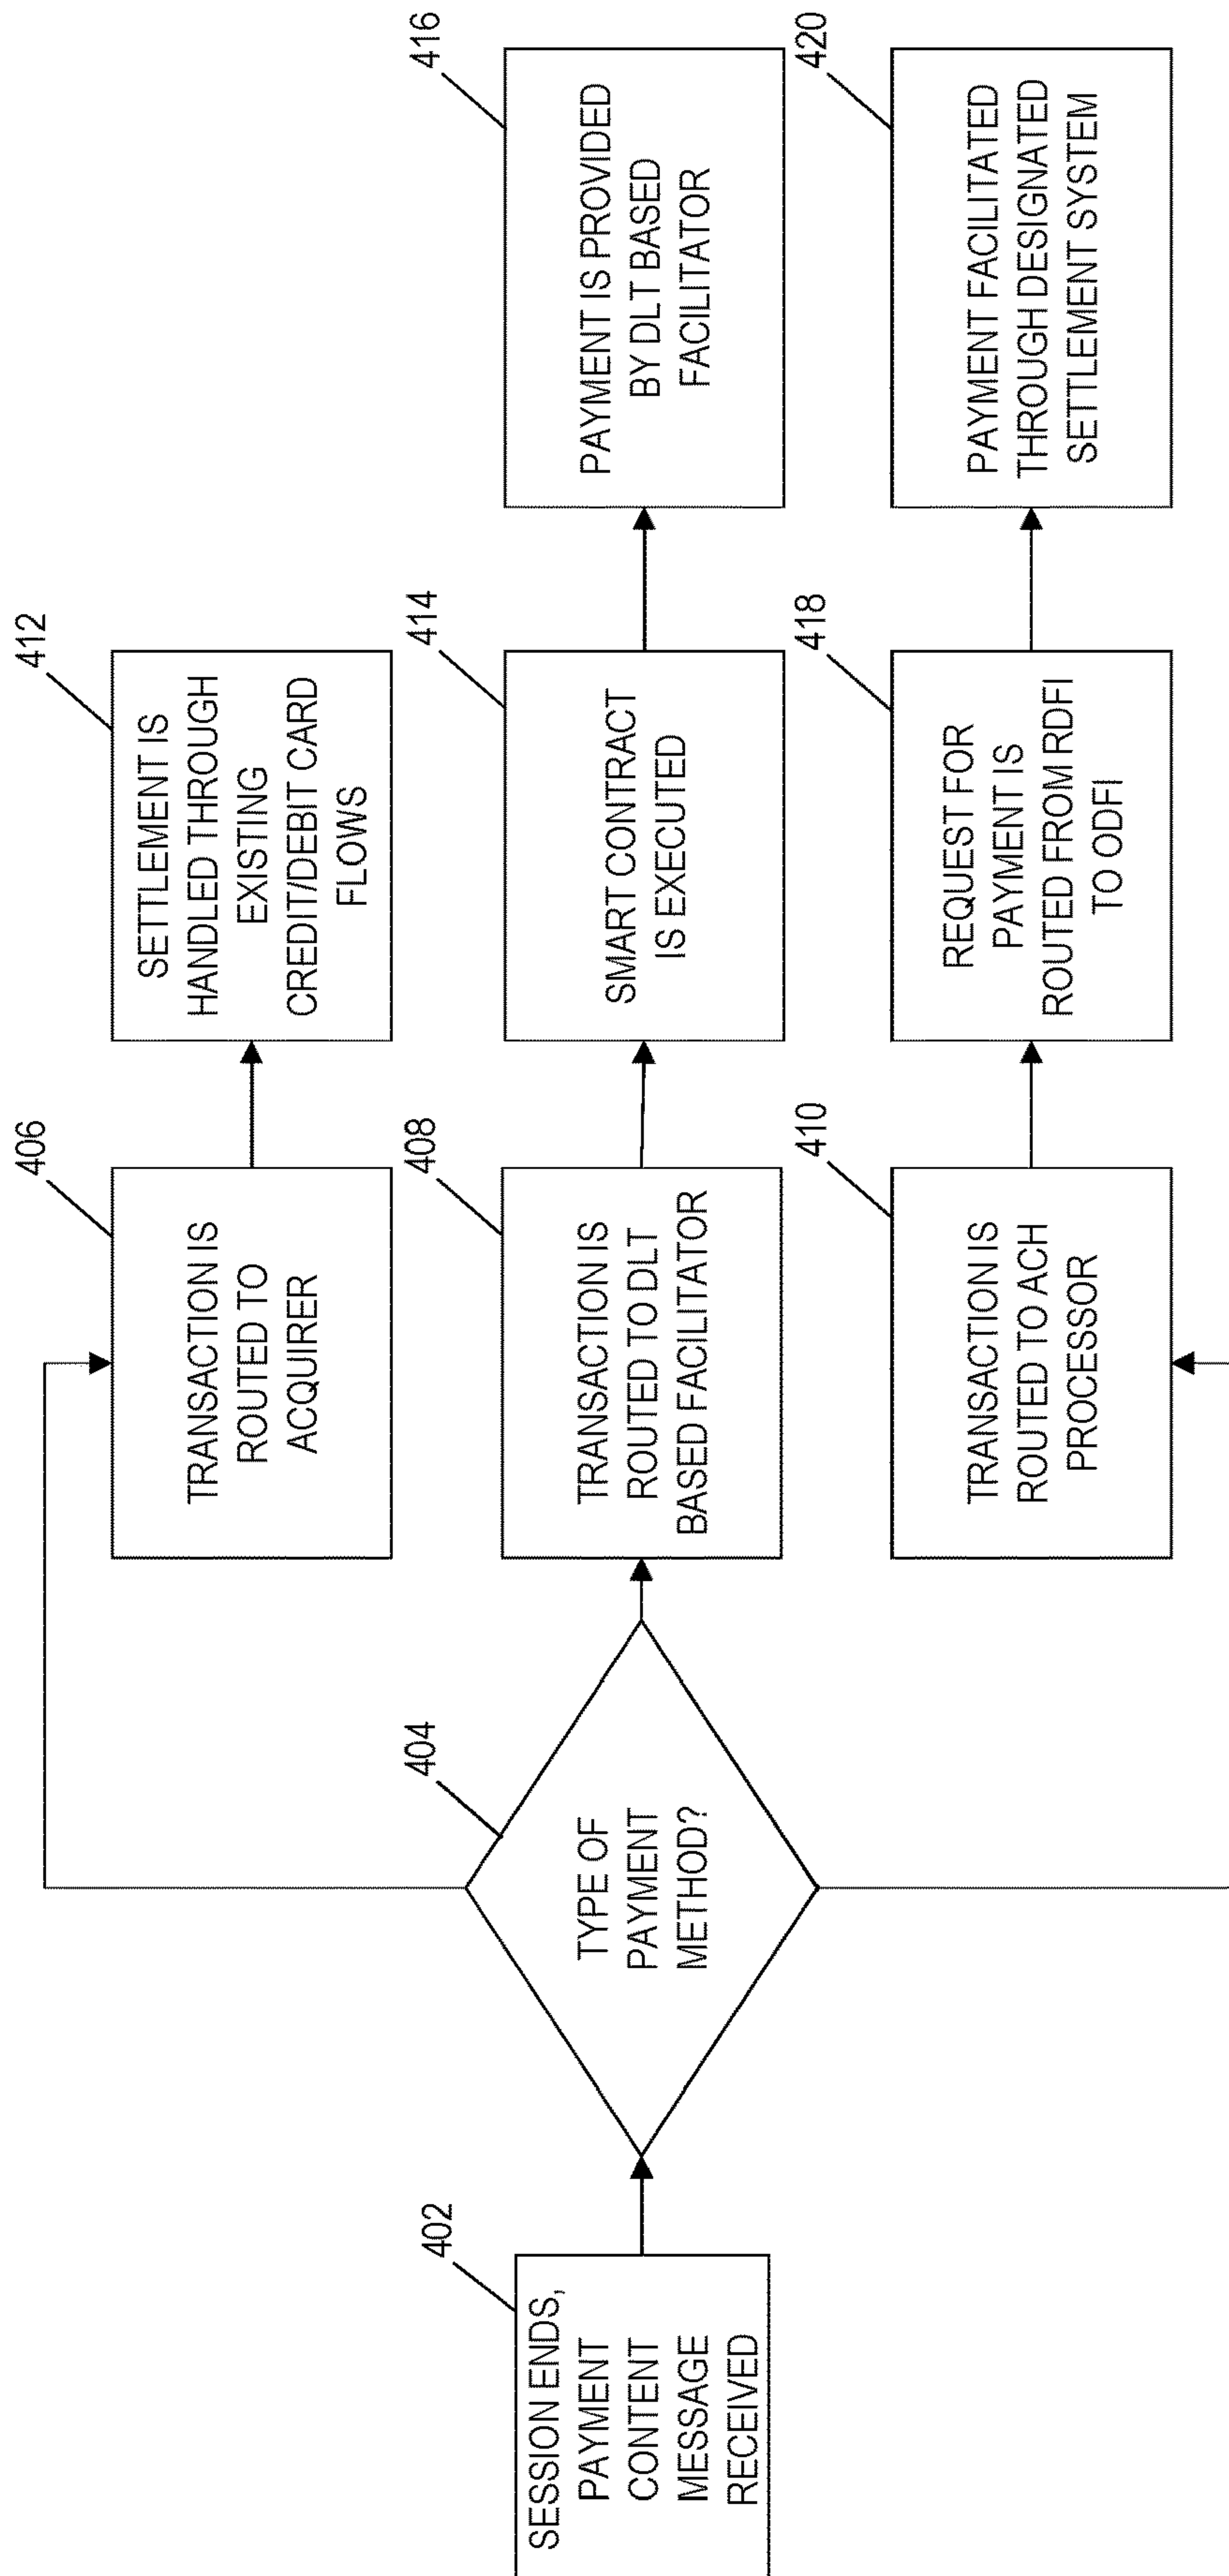 402
SESSION ENDS,
PAYMENT
CONTENT
MESSAGE
RECEIVED
404
TYPE OF
PAYMENT
METHOD?
406
TRANSACTION IS
ROUTED TO
ACQUIRER
412
SETTLEMENT IS
HANDLED THROUGH
EXISTING
CREDIT/DEBIT CARD
FLOWS
408
TRANSACTION IS
ROUTED TO DLT
BASED FACILITATOR
414
SMART CONTRACT
IS EXECUTED
416
PAYMENT IS PROVIDED
BY DLT BASED
FACILITATOR
410
TRANSACTION IS
ROUTED TO ACH
PROCESSOR
418
REQUEST FOR
PAYMENT IS
ROUTED FROM RDFI
TO ODFI
420
PAYMENT FACILITATED
THROUGH DESIGNATED
SETTLEMENT SYSTEM